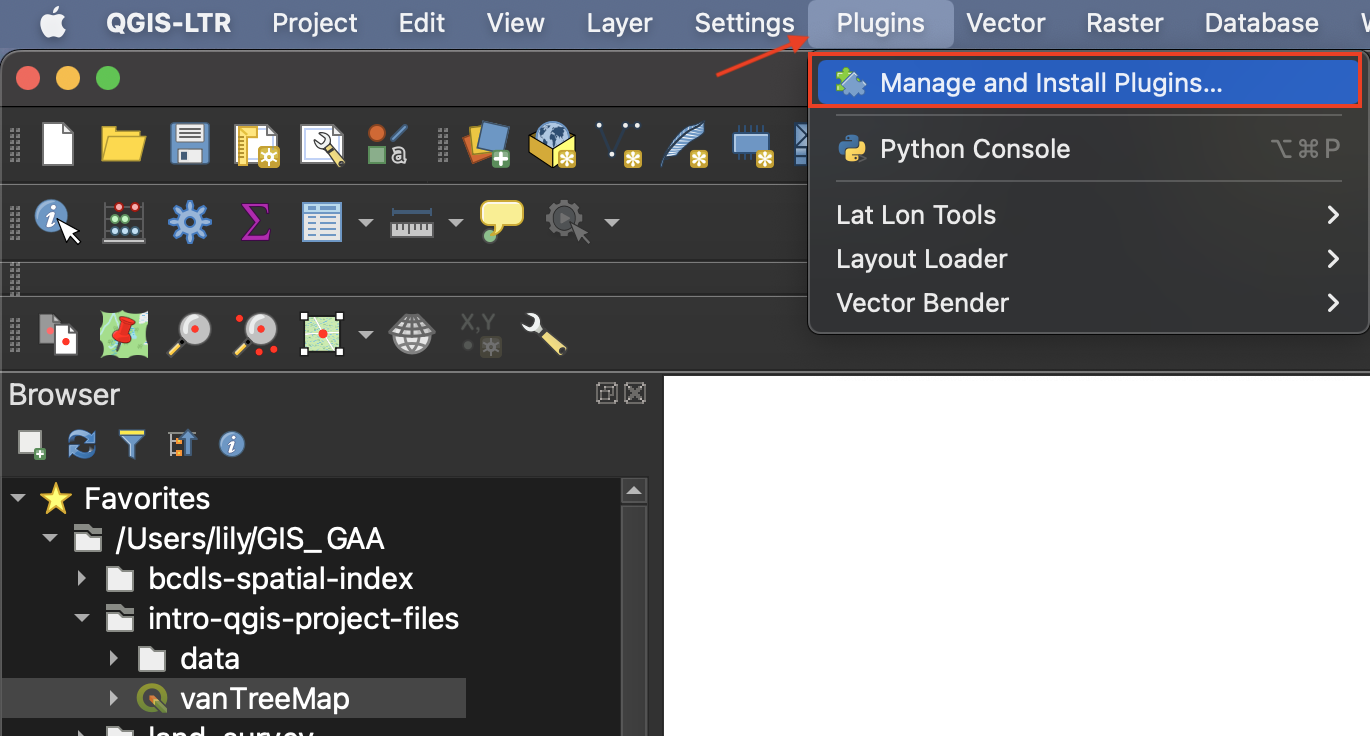 QGIS-LTR Project Edit View Layer Settings Plugins Vector Raster Database
Manage and Install Plugins...
Python Console ⌥⌘P
Lat Lon Tools
Layout Loader
Vector Bender
X,Y
Browser
Favorites
/Users/lily/GIS_GAA
bcdls-spatial-index
intro-qgis-project-files
data
vanTreeMap